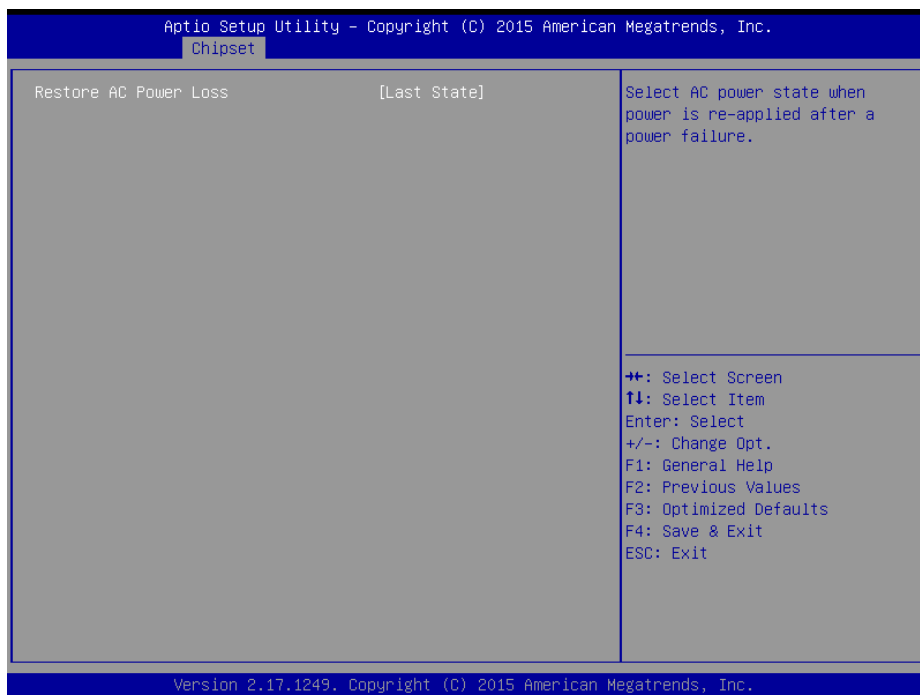 Aptio Setup Utility – Copyright (C) 2015 American Megatrends, Inc.
Chipset
Restore AC Power Loss [Last State]
Select AC power state when
power is re-applied after a
power failure.
→←: Select Screen
↑↓: Select Item
Enter: Select
+/-: Change Opt.
F1: General Help
F2: Previous Values
F3: Optimized Defaults
F4: Save & Exit
ESC: Exit
Version 2.17.1249. Copyright (C) 2015 American Megatrends, Inc.